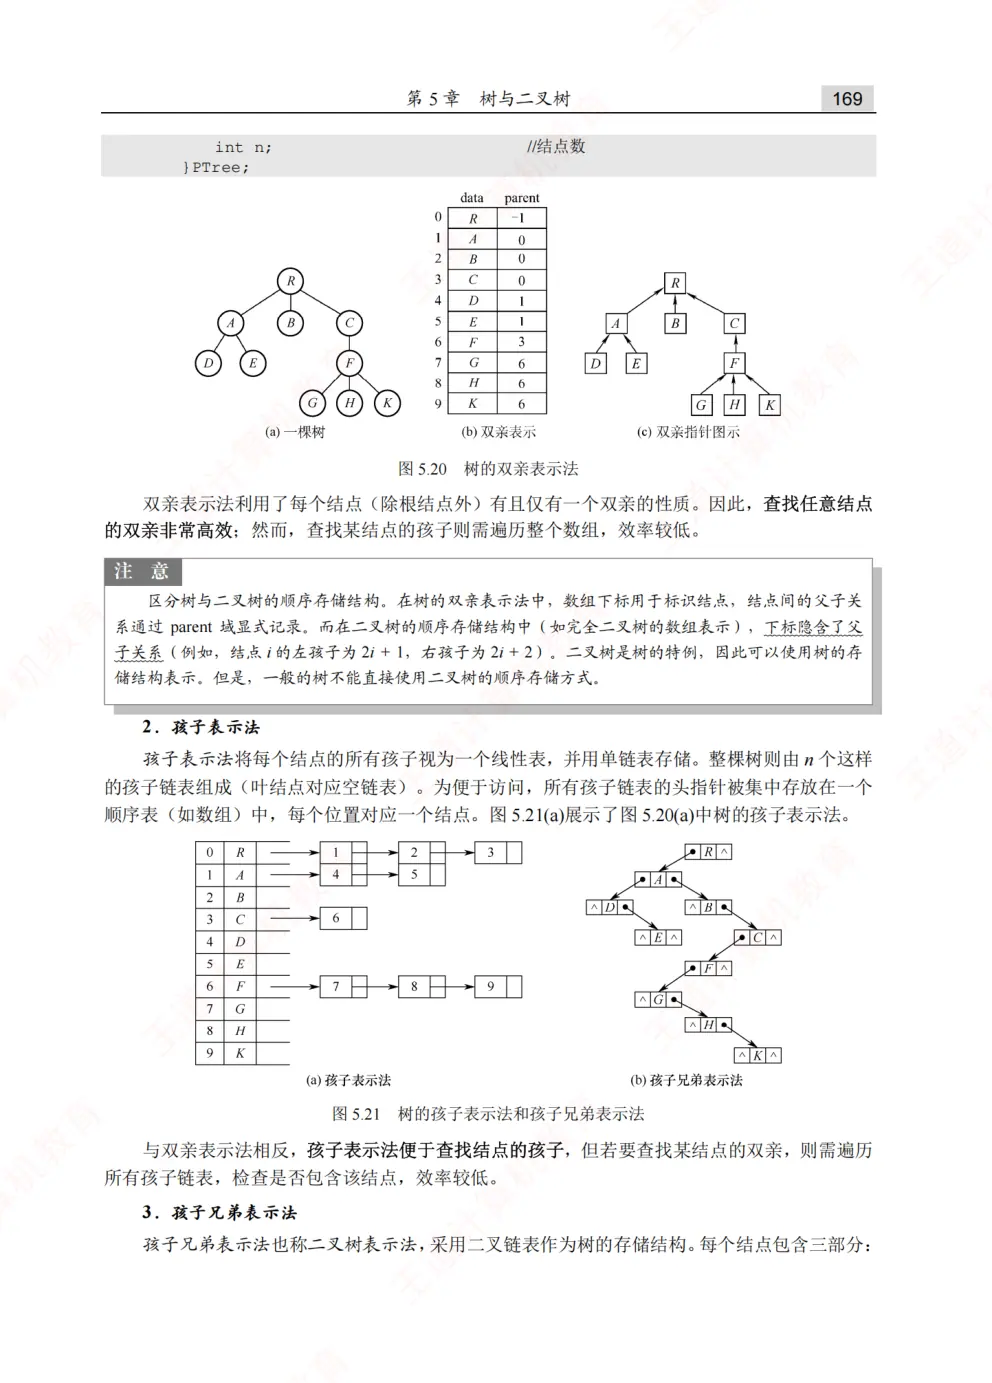 第 5 章 树与二叉树 169
int n; //结点数
}PTree;
data parent
0 R −1
1 A 0
2 B 0
3 C 0
4 D 1
5 E 1
6 F 3
7 G 6
8 H 6
9 K 6
R
A B C
D E F
G H K
R
A B C
D E F
G H K
(a) 一棵树 (b) 双亲表示 (c) 双亲指针图示
图 5.20 树的双亲表示法
双亲表示法利用了每个结点（除根结点外）有且仅有一个双亲的性质。因此，查找任意结点
的双亲非常高效；然而，查找某结点的孩子则需遍历整个数组，效率较低。
注 意
区分树与二叉树的顺序存储结构。在树的双亲表示法中，数组下标用于标识结点，结点间的父子关
系通过 parent 域显式记录。而在二叉树的顺序存储结构中（如完全二叉树的数组表示），下标隐含了父
子关系（例如，结点 i 的左孩子为 2i + 1，右孩子为 2i + 2）。二叉树是树的特例，因此可以使用树的存
储结构表示。但是，一般的树不能直接使用二叉树的顺序存储方式。
2．孩子表示法
孩子表示法将每个结点的所有孩子视为一个线性表，并用单链表存储。整棵树则由 n 个这样
的孩子链表组成（叶结点对应空链表）。为便于访问，所有孩子链表的头指针被集中存放在一个
顺序表（如数组）中，每个位置对应一个结点。图 5.21(a)展示了图 5.20(a)中树的孩子表示法。
0 R 1 2 3
1 A 4 5
2 B
3 C 6
4 D
5 E
6 F 7 8 9
7 G
8 H
9 K
R ^
A
^ D ^ B
^ E ^ C ^
F ^
^ G
^ H
^ K ^
(a) 孩子表示法 (b) 孩子兄弟表示法
图 5.21 树的孩子表示法和孩子兄弟表示法
与双亲表示法相反，孩子表示法便于查找结点的孩子，但若要查找某结点的双亲，则需遍历
所有孩子链表，检查是否包含该结点，效率较低。
3．孩子兄弟表示法
孩子兄弟表示法也称二叉树表示法，采用二叉链表作为树的存储结构。每个结点包含三部分：
王道计算机教育